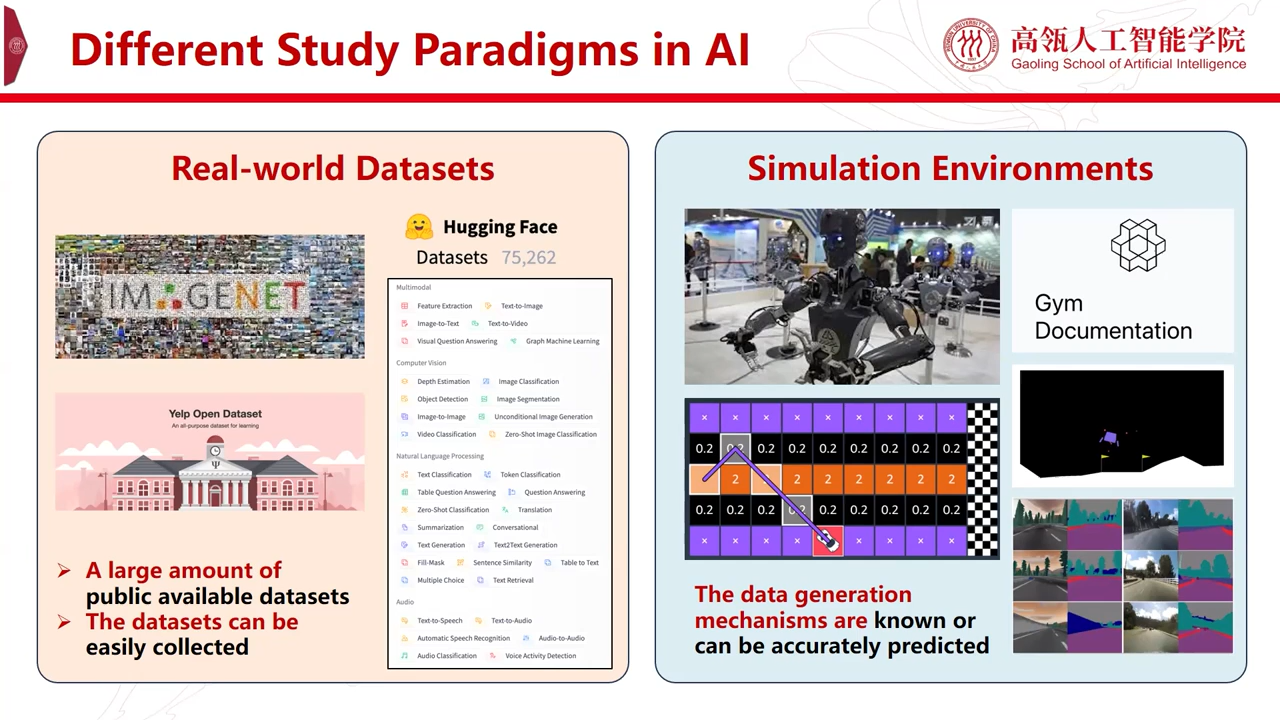 Different Study Paradigms in AI
高瓴人工智能学院
Gaoling School of Artificial Intelligence
Real-world Datasets
IMAGENET
Yelp Open Dataset
An all-purpose dataset for learning
A large amount of
public available datasets
The datasets can be
easily collected
Hugging Face
Datasets 75,262
Multimodal
Feature Extraction Text-to-Image
Image-to-Text Text-to-Video
Visual Question Answering Graph Machine Learning
Computer Vision
Depth Estimation Image Classification
Object Detection Image Segmentation
Image-to-Image Unconditional Image Generation
Video Classification Zero-Shot Image Classification
Natural Language Processing
Text Classification Token Classification
Table Question Answering Question Answering
Zero-Shot Classification Translation
Summarization Conversational
Text Generation Text2Text Generation
Fill-Mask Sentence Similarity Table to Text
Multiple Choice Text Retrieval
Audio
Text-to-Speech Text-to-Audio
Automatic Speech Recognition Audio-to-Audio
Audio Classification Voice Activity Detection
Simulation Environments
Gym
Documentation
× × × × × × × × ×
0.2 0.2 0.2 0.2 0.2 0.2 0.2 0.2 0.2
2 2 2 2 2 2 2
0.2 0.2 0.2 0.2 0.2 0.2 0.2 0.2 0.2
× × × × × × × ×
The data generation
mechanisms are known or
can be accurately predicted